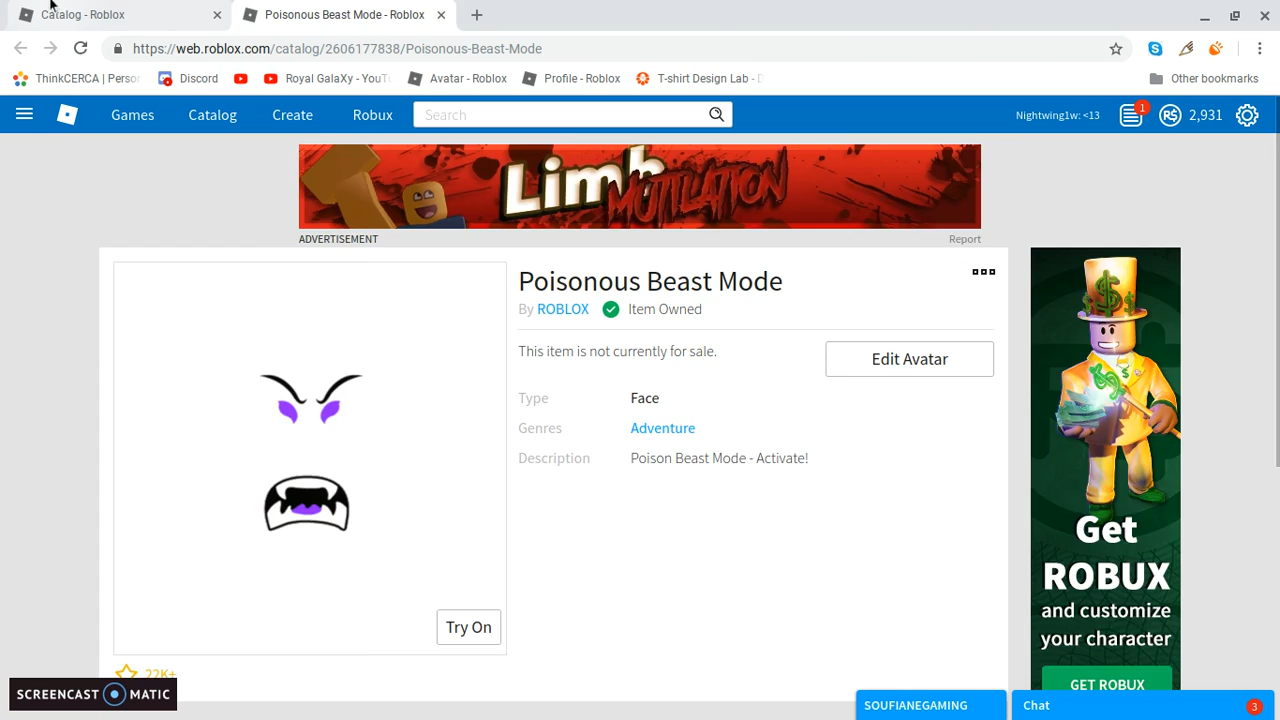 Catalog - Roblox
Poisonous Beast Mode - Roblox
https://web.roblox.com/catalog/2606177838/Poisonous-Beast-Mode
ThinkCERCA | Perso
Discord
Royal GalaXy - YouT
Avatar - Roblox
Profile - Roblox
T-shirt Design Lab - D
Other bookmarks
Games
Catalog
Create
Robux
Search
Nightwing1w: <13
1
R$
2,931
Limb MUTILATION
ADVERTISEMENT
Report
Poisonous Beast Mode
By ROBLOX
Item Owned
This item is not currently for sale.
Edit Avatar
Type
Face
Genres
Adventure
Description
Poison Beast Mode - Activate!
Try On
22K+
Get
ROBUX
and customize
your character
GET ROBUX
SCREENCAST MATIC
SOUFIANEGAMING
Chat
3